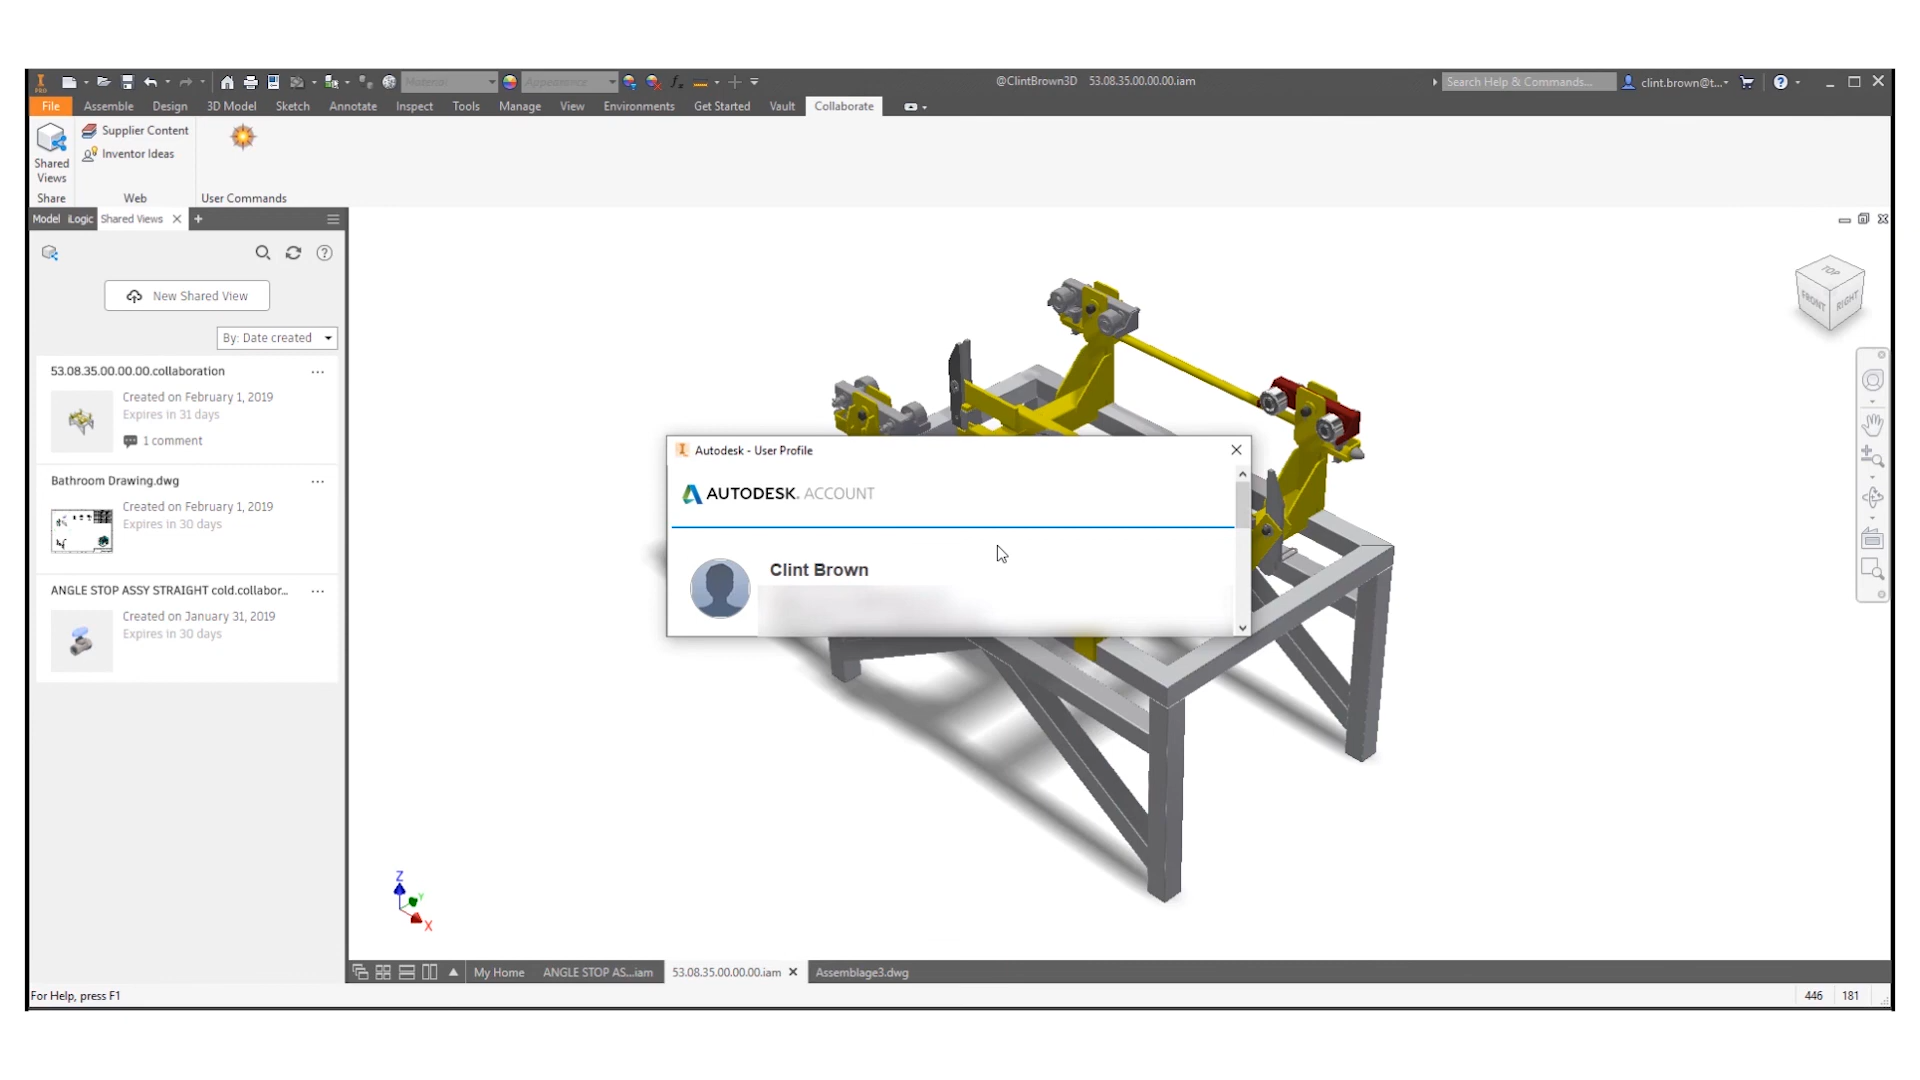 PRO
Material
Appearance
@ClintBrown3D 53.08.35.00.00.00.iam
Search Help & Commands...
clint.brown@t...
File Assemble Design 3D Model Sketch Annotate Inspect Tools Manage View Environments Get Started Vault Collaborate
Shared Views
Supplier Content
Inventor Ideas
Share Web User Commands
Model iLogic Shared Views
New Shared View
By: Date created
53.08.35.00.00.00.collaboration
Created on February 1, 2019
Expires in 31 days
1 comment
Bathroom Drawing.dwg
Created on February 1, 2019
Expires in 30 days
ANGLE STOP ASSY STRAIGHT cold.collabor...
Created on January 31, 2019
Expires in 30 days
TOP
FRONT
RIGHT
Autodesk - User Profile
AUTODESK. ACCOUNT
Clint Brown
Z
Y
X
My Home ANGLE STOP AS...iam 53.08.35.00.00.00.iam Assemblage3.dwg
For Help, press F1
446 181